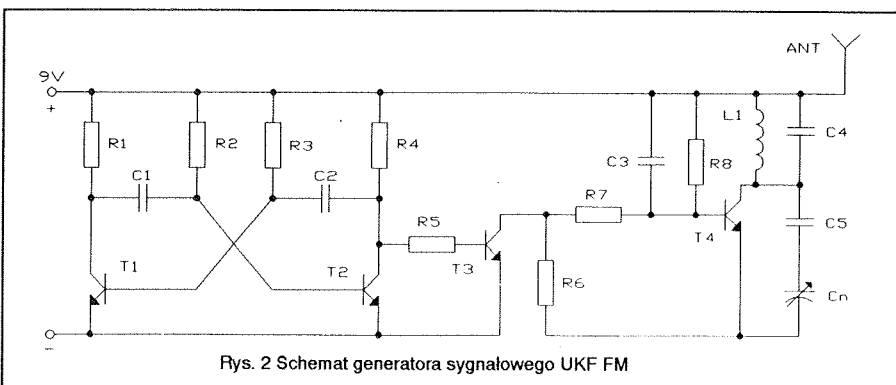 ANT
9V
+
R1
R2
R3
R4
C1
C2
L1
C4
C3
R8
R5
R7
C5
T1
T2
T3
T4
R6
Cn
-
Rys. 2 Schemat generatora sygnałowego UKF FM